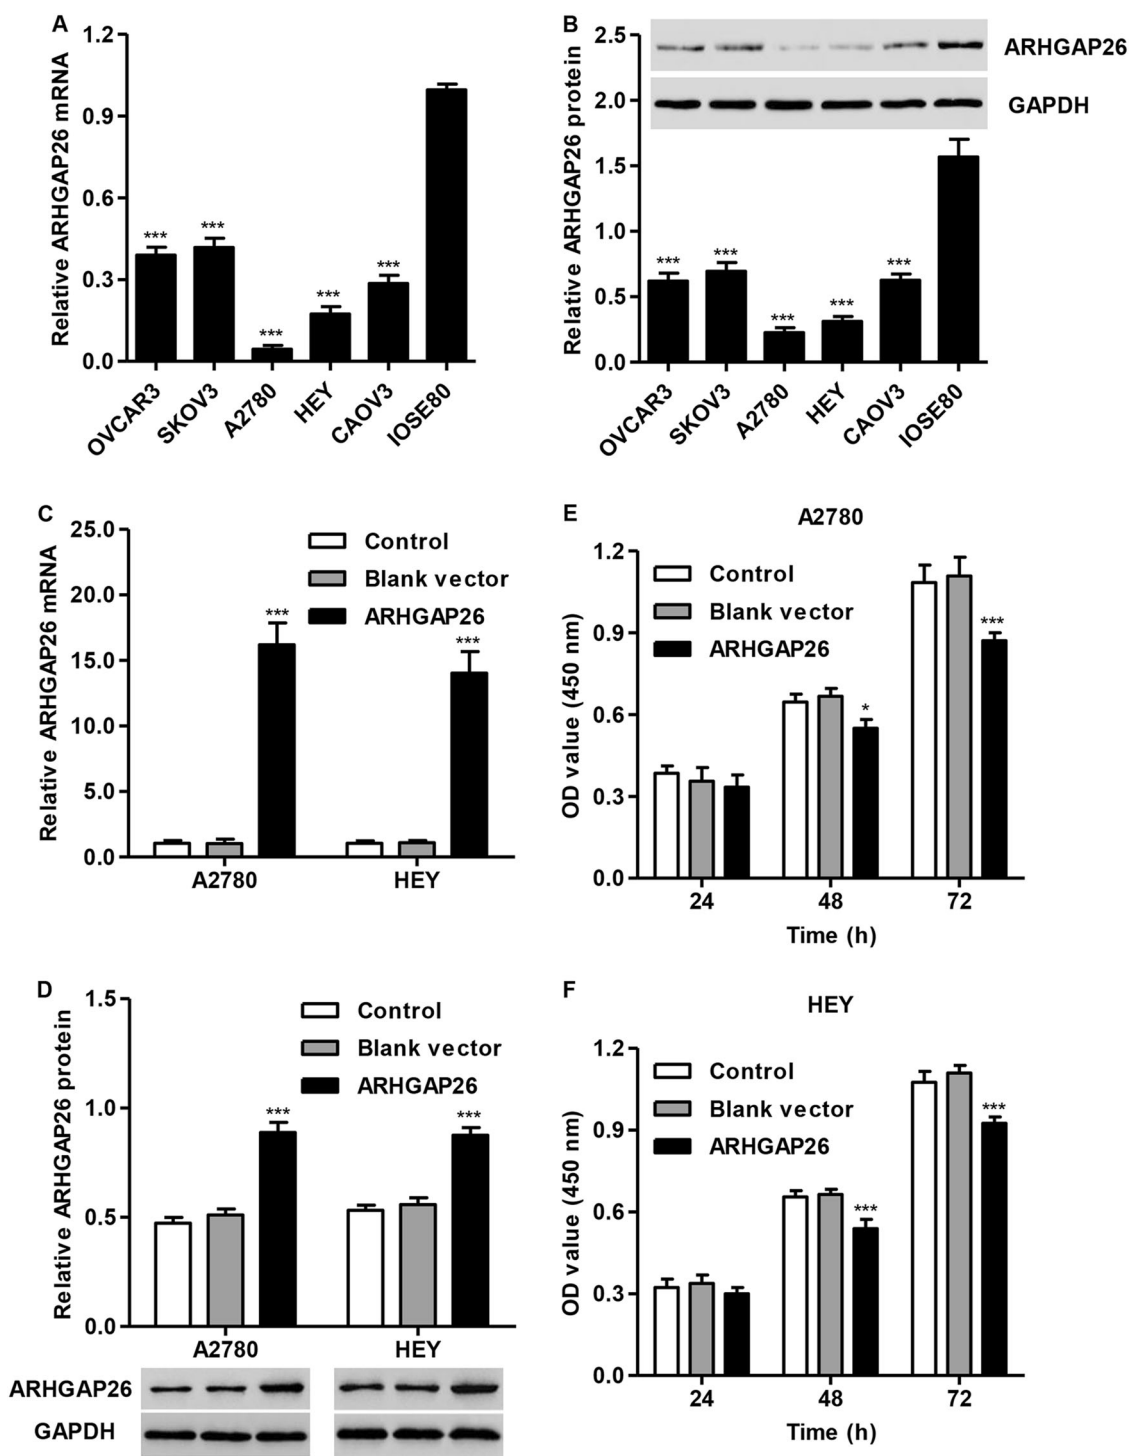 A
Relative ARHGAP26 mRNA
1.2
0.9
0.6
0.3
0.0
***
***
***
***
***
OVCAR3
SKOV3
A2780
HEY
CAOV3
IOSE80
B
Relative ARHGAP26 protein
2.5
2.0
1.5
1.0
0.5
0.0
ARHGAP26
GAPDH
***
***
***
***
***
OVCAR3
SKOV3
A2780
HEY
CAOV3
IOSE80
C
Relative ARHGAP26 mRNA
25.0
20.0
15.0
10.0
5.0
0.0
Control
Blank vector
ARHGAP26
***
***
A2780
HEY
E
A2780
OD value (450 nm)
1.2
0.9
0.6
0.3
0.0
Control
Blank vector
ARHGAP26
*
***
24
48
72
Time (h)
D
Relative ARHGAP26 protein
1.5
1.0
0.5
0.0
Control
Blank vector
ARHGAP26
***
***
A2780
HEY
ARHGAP26
GAPDH
F
HEY
OD value (450 nm)
1.2
0.9
0.6
0.3
0.0
Control
Blank vector
ARHGAP26
***
***
24
48
72
Time (h)